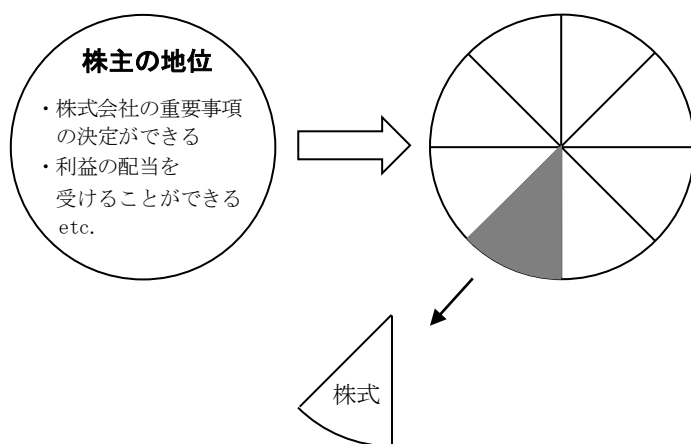 株主の地位
・株式会社の重要事項
の決定ができる
・利益の配当を
受けることができる
etc.
株式